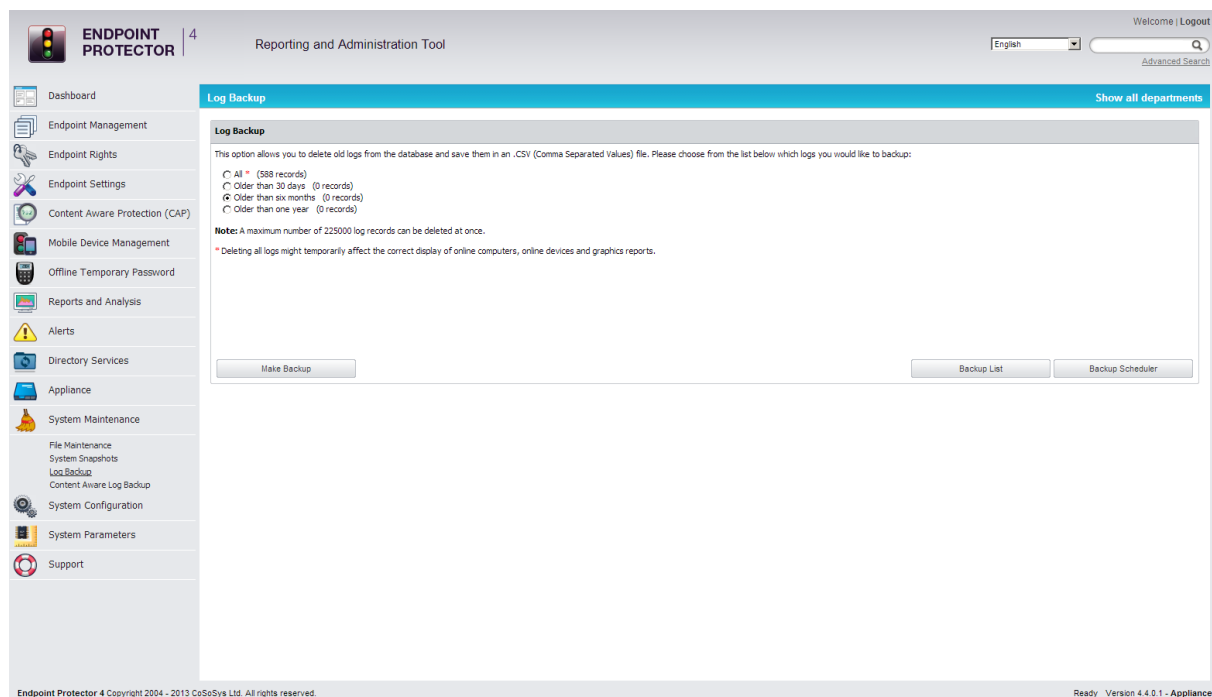 Welcome | Logout
ENDPOINT PROTECTOR | 4
Reporting and Administration Tool
English
Advanced Search
Dashboard
Endpoint Management
Endpoint Rights
Endpoint Settings
Content Aware Protection (CAP)
Mobile Device Management
Offline Temporary Password
Reports and Analysis
Alerts
Directory Services
Appliance
System Maintenance
File Maintenance
System Snapshots
Log Backup
Content Aware Log Backup
System Configuration
System Parameters
Support
Log Backup
Show all departments
Log Backup
This option allows you to delete old logs from the database and save them in an .CSV (Comma Separated Values) file. Please choose from the list below which logs you would like to backup:
All * (588 records)
Older than 30 days (0 records)
Older than six months (0 records)
Older than one year (0 records)
Note: A maximum number of 225000 log records can be deleted at once.
* Deleting all logs might temporarily affect the correct display of online computers, online devices and graphics reports.
Make Backup
Backup List
Backup Scheduler
Endpoint Protector 4 Copyright 2004 - 2013 CoSoSys Ltd. All rights reserved.
Ready Version 4.4.0.1 - Appliance